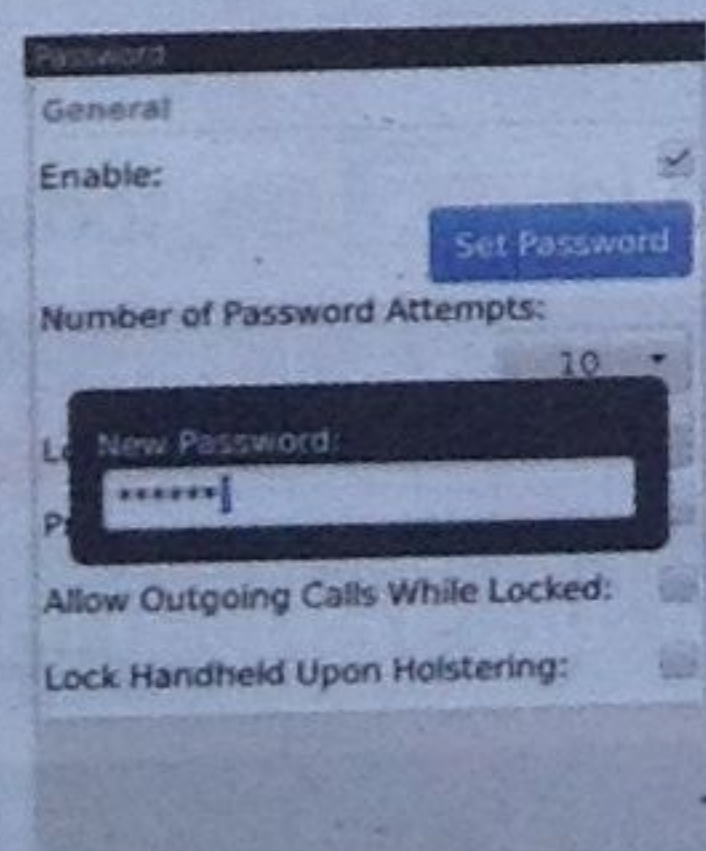 Password
General
Enable:
Set Password
Number of Password Attempts:
10
New Password:
******
Allow Outgoing Calls While Locked:
Lock Handheld Upon Holstering: